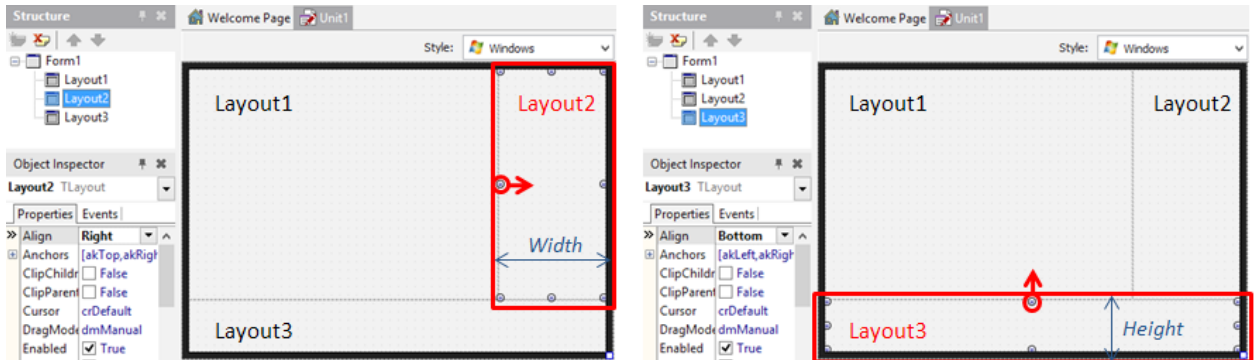 Structure
Welcome Page Unit1
Style: Windows
Form1
Layout1
Layout2
Layout3
Layout1
Layout2
Width
Layout3
Object Inspector
Layout2 TLayout
Properties Events
Align Right
Anchors [akTop,akRigh
ClipChildr False
ClipParent False
Cursor crDefault
DragMode dmManual
Enabled True
Structure
Welcome Page Unit1
Style: Windows
Form1
Layout1
Layout2
Layout3
Layout1
Layout2
Layout3
Height
Object Inspector
Layout3 TLayout
Properties Events
Align Bottom
Anchors [akLeft,akRigh
ClipChildr False
ClipParent False
Cursor crDefault
DragMode dmManual
Enabled True